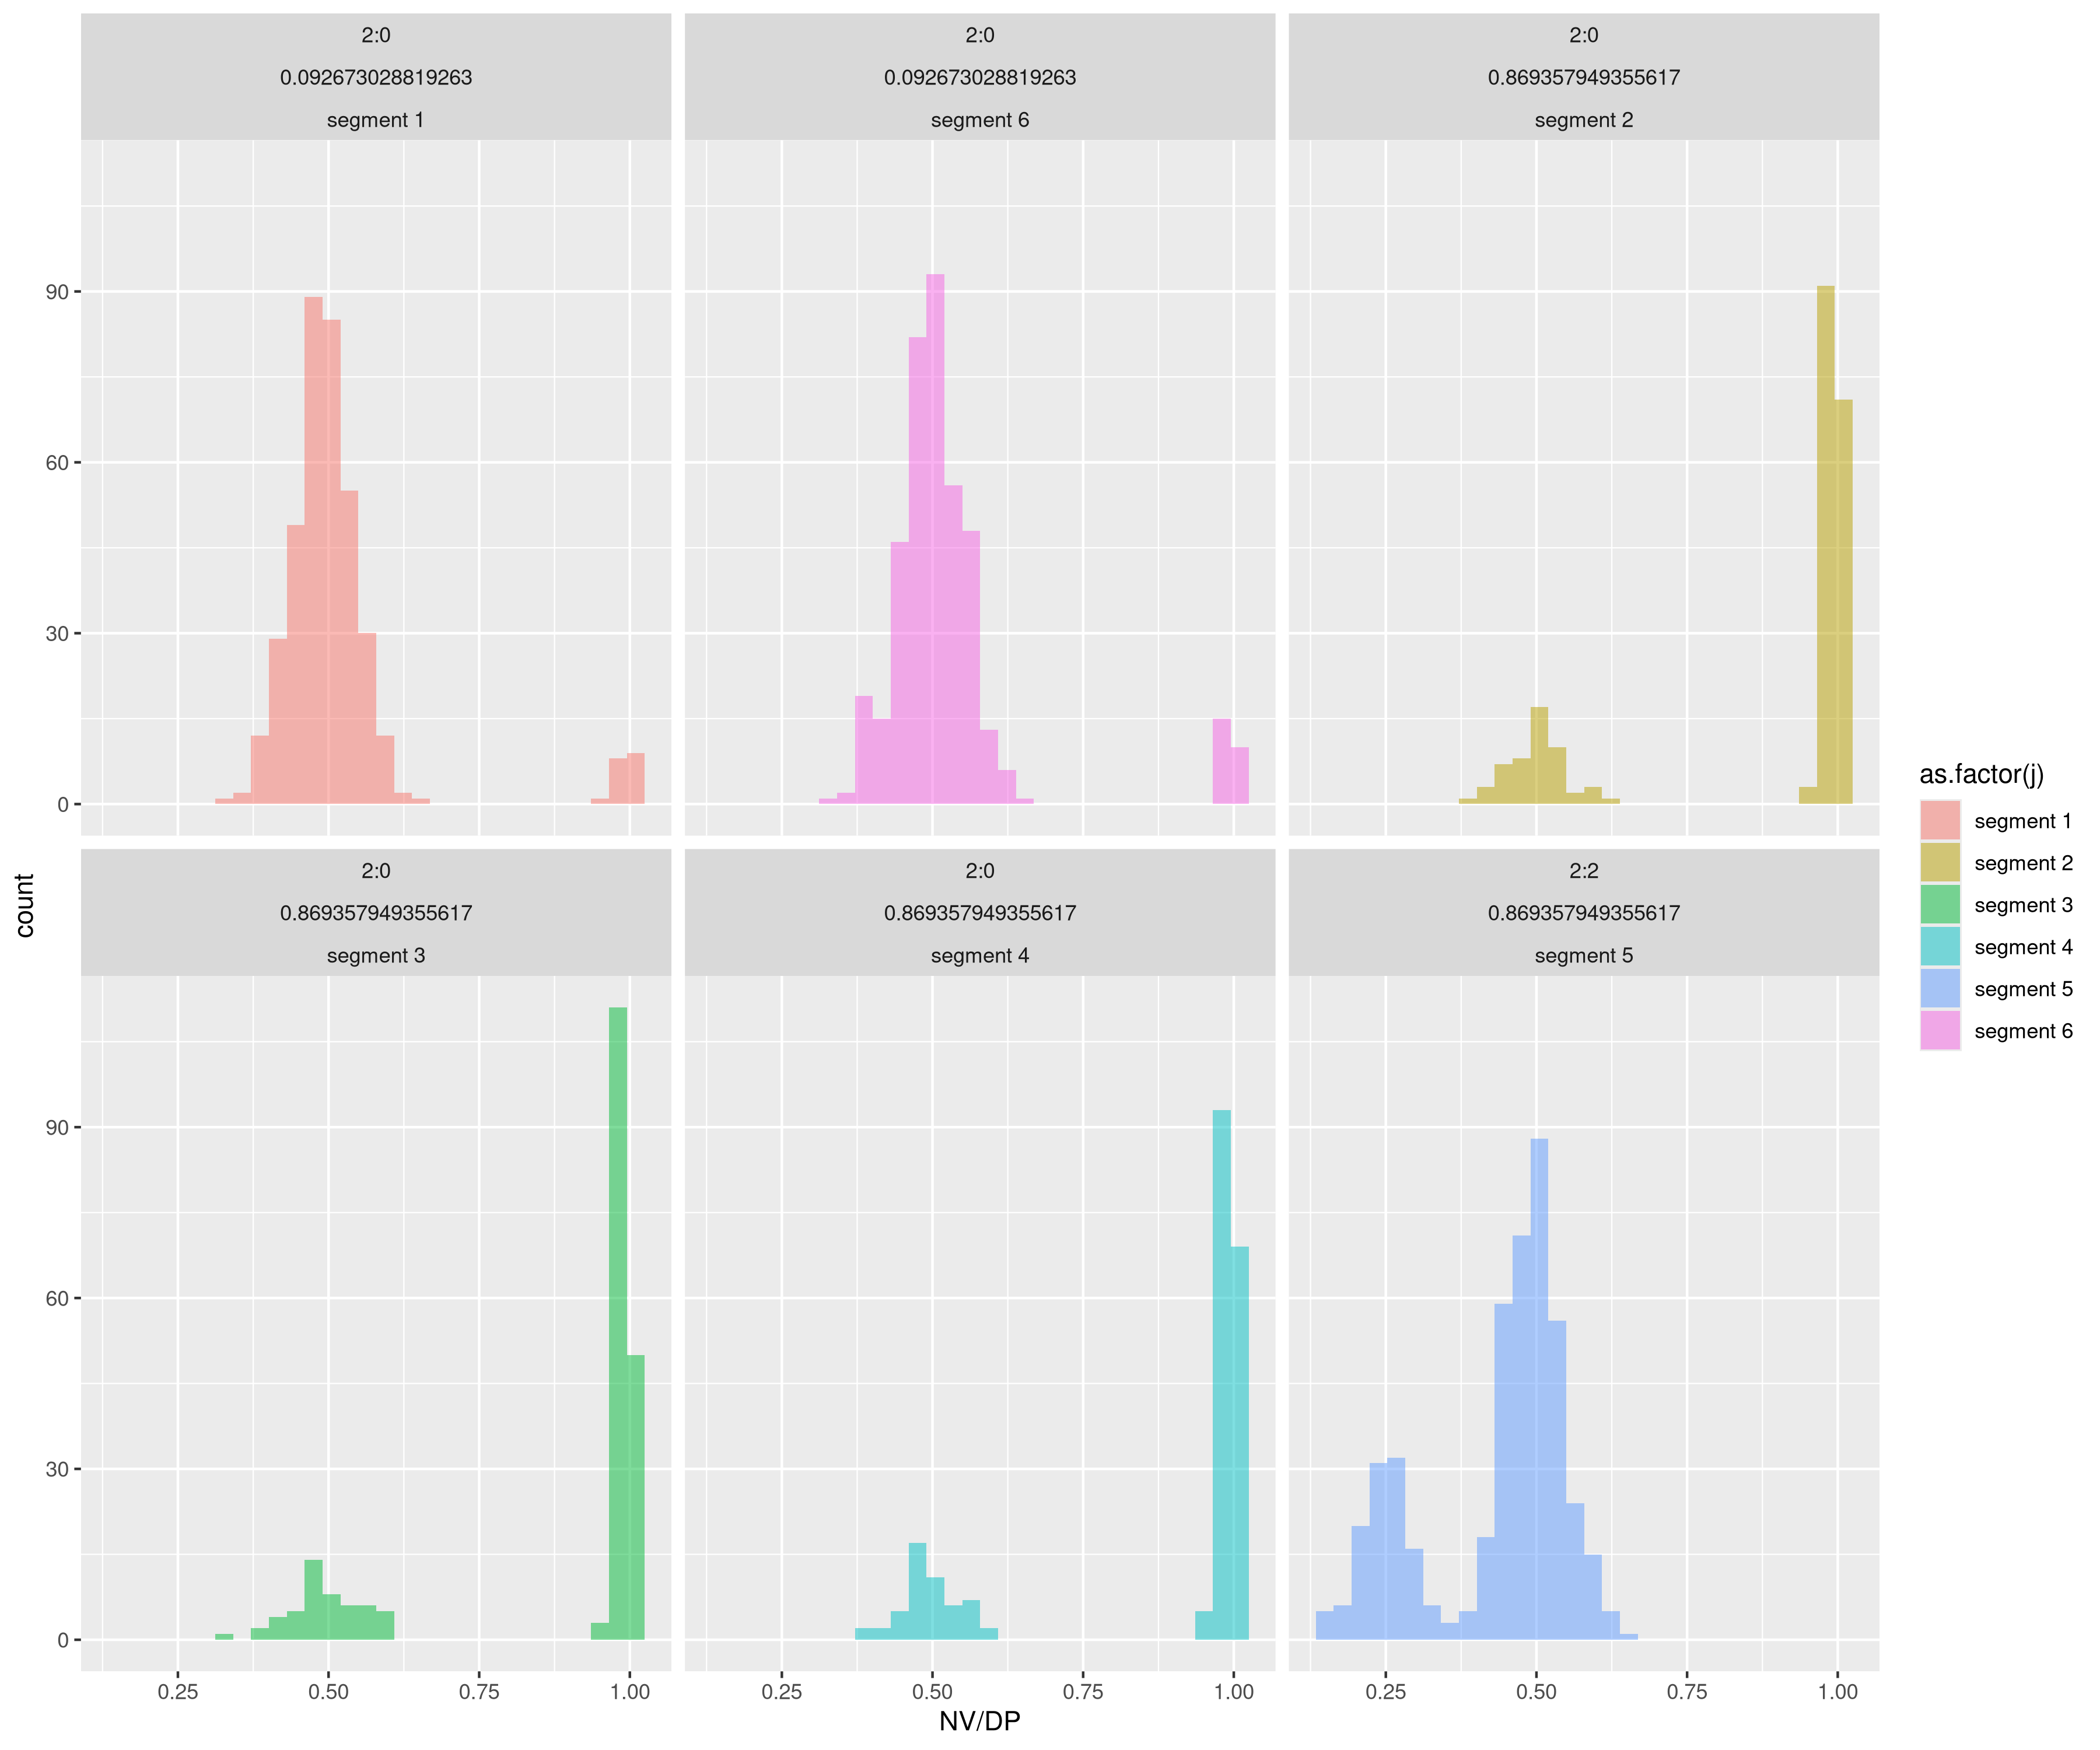 2:0
0.092673028819263
segment 1
2:0
0.092673028819263
segment 6
2:0
0.869357949355617
segment 2
90
60
30
0
2:0
0.869357949355617
segment 3
2:0
0.869357949355617
segment 4
2:2
0.869357949355617
segment 5
90
60
30
0
0.25 0.50 0.75 1.00
0.25 0.50 0.75 1.00
0.25 0.50 0.75 1.00
NV/DP
count
as.factor(j)
segment 1
segment 2
segment 3
segment 4
segment 5
segment 6